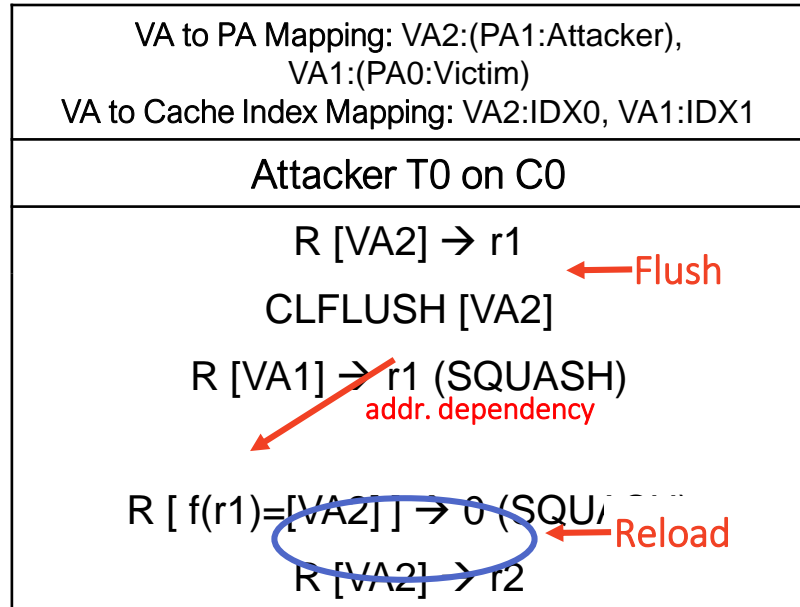 VA to PA Mapping: VA2:(PA1:Attacker),
VA1:(PA0:Victim)
VA to Cache Index Mapping: VA2:IDX0, VA1:IDX1
Attacker T0 on C0
R [VA2] → r1
Flush
CLFLUSH [VA2]
R [VA1] → r1 (SQUASH)
addr. dependency
R [ f(r1)=[VA2] ] → 0
Reload
R [VA2] → r2